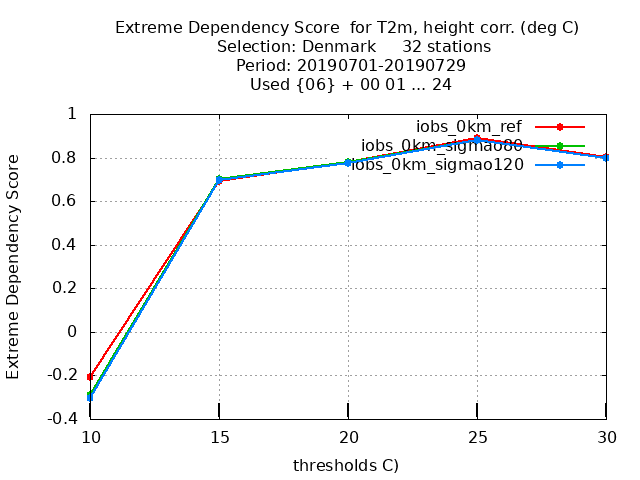 Extreme Dependency Score for T2m, height corr. (deg C)
Selection: Denmark 32 stations
Period: 20190701-20190729
Used {06} + 00 01 ... 24
iobs_0km_ref
iobs_0km_sigmao80
iobs_0km_sigmao120
Extreme Dependency Score
1
0.8
0.6
0.4
0.2
0
-0.2
-0.4
10 15 20 25 30
thresholds C)